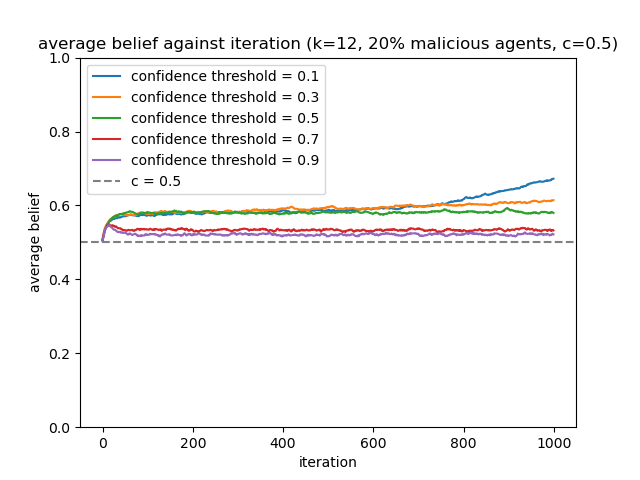 average belief against iteration (k=12, 20% malicious agents, c=0.5)
1.0
0.8
0.6
0.4
0.2
0.0
average belief
confidence threshold = 0.1
confidence threshold = 0.3
confidence threshold = 0.5
confidence threshold = 0.7
confidence threshold = 0.9
c = 0.5
0 200 400 600 800 1000
iteration